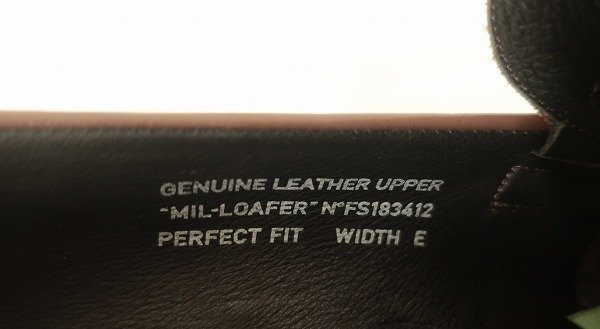 GENUINE LEATHER UPPER
"MIL-LOAFER" N°FS183412
PERFECT FIT WIDTH E